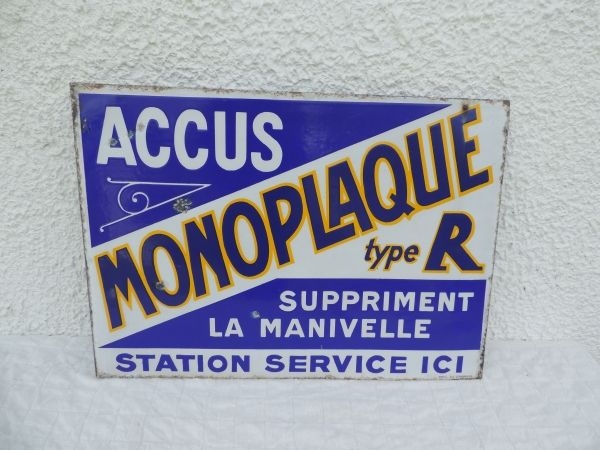 ACCUS
MONOPLAQUE
type R
SUPPRIMENT
LA MANIVELLE
STATION SERVICE ICI